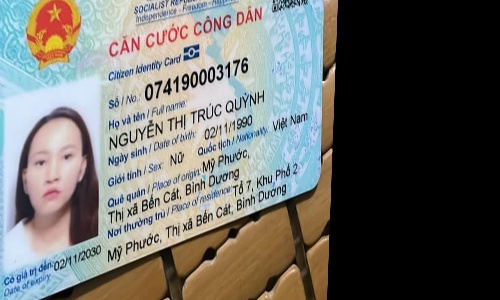 SOCIALIST REPUBLIC
Independence - Freedom - Happiness
CĂN CƯỚC CÔNG DÂN
Citizen Identity Card
Số / No.: 074190003176
Họ và tên / Full name:
NGUYỄN THỊ TRÚC QUỲNH
Ngày sinh / Date of birth: 02/11/1990
Giới tính / Sex: Nữ Quốc tịch / Nationality: Việt Nam
Quê quán / Place of origin: Mỹ Phước,
Thị xã Bến Cát, Bình Dương
Nơi thường trú / Place of residence: Tổ 7, Khu Phố 2
Mỹ Phước, Thị xã Bến Cát, Bình Dương
Có giá trị đến: 02/11/2030
Date of expiry